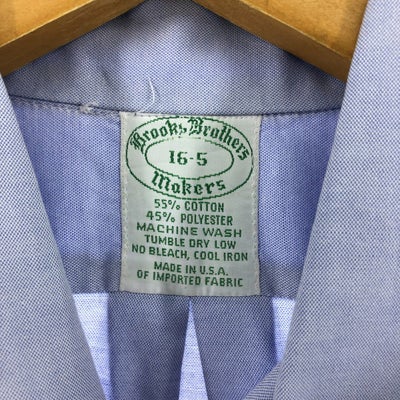 Brooks Brothers
16-5
Makers
55% COTTON
45% POLYESTER
MACHINE WASH
TUMBLE DRY LOW
NO BLEACH, COOL IRON
MADE IN U.S.A.
OF IMPORTED FABRIC